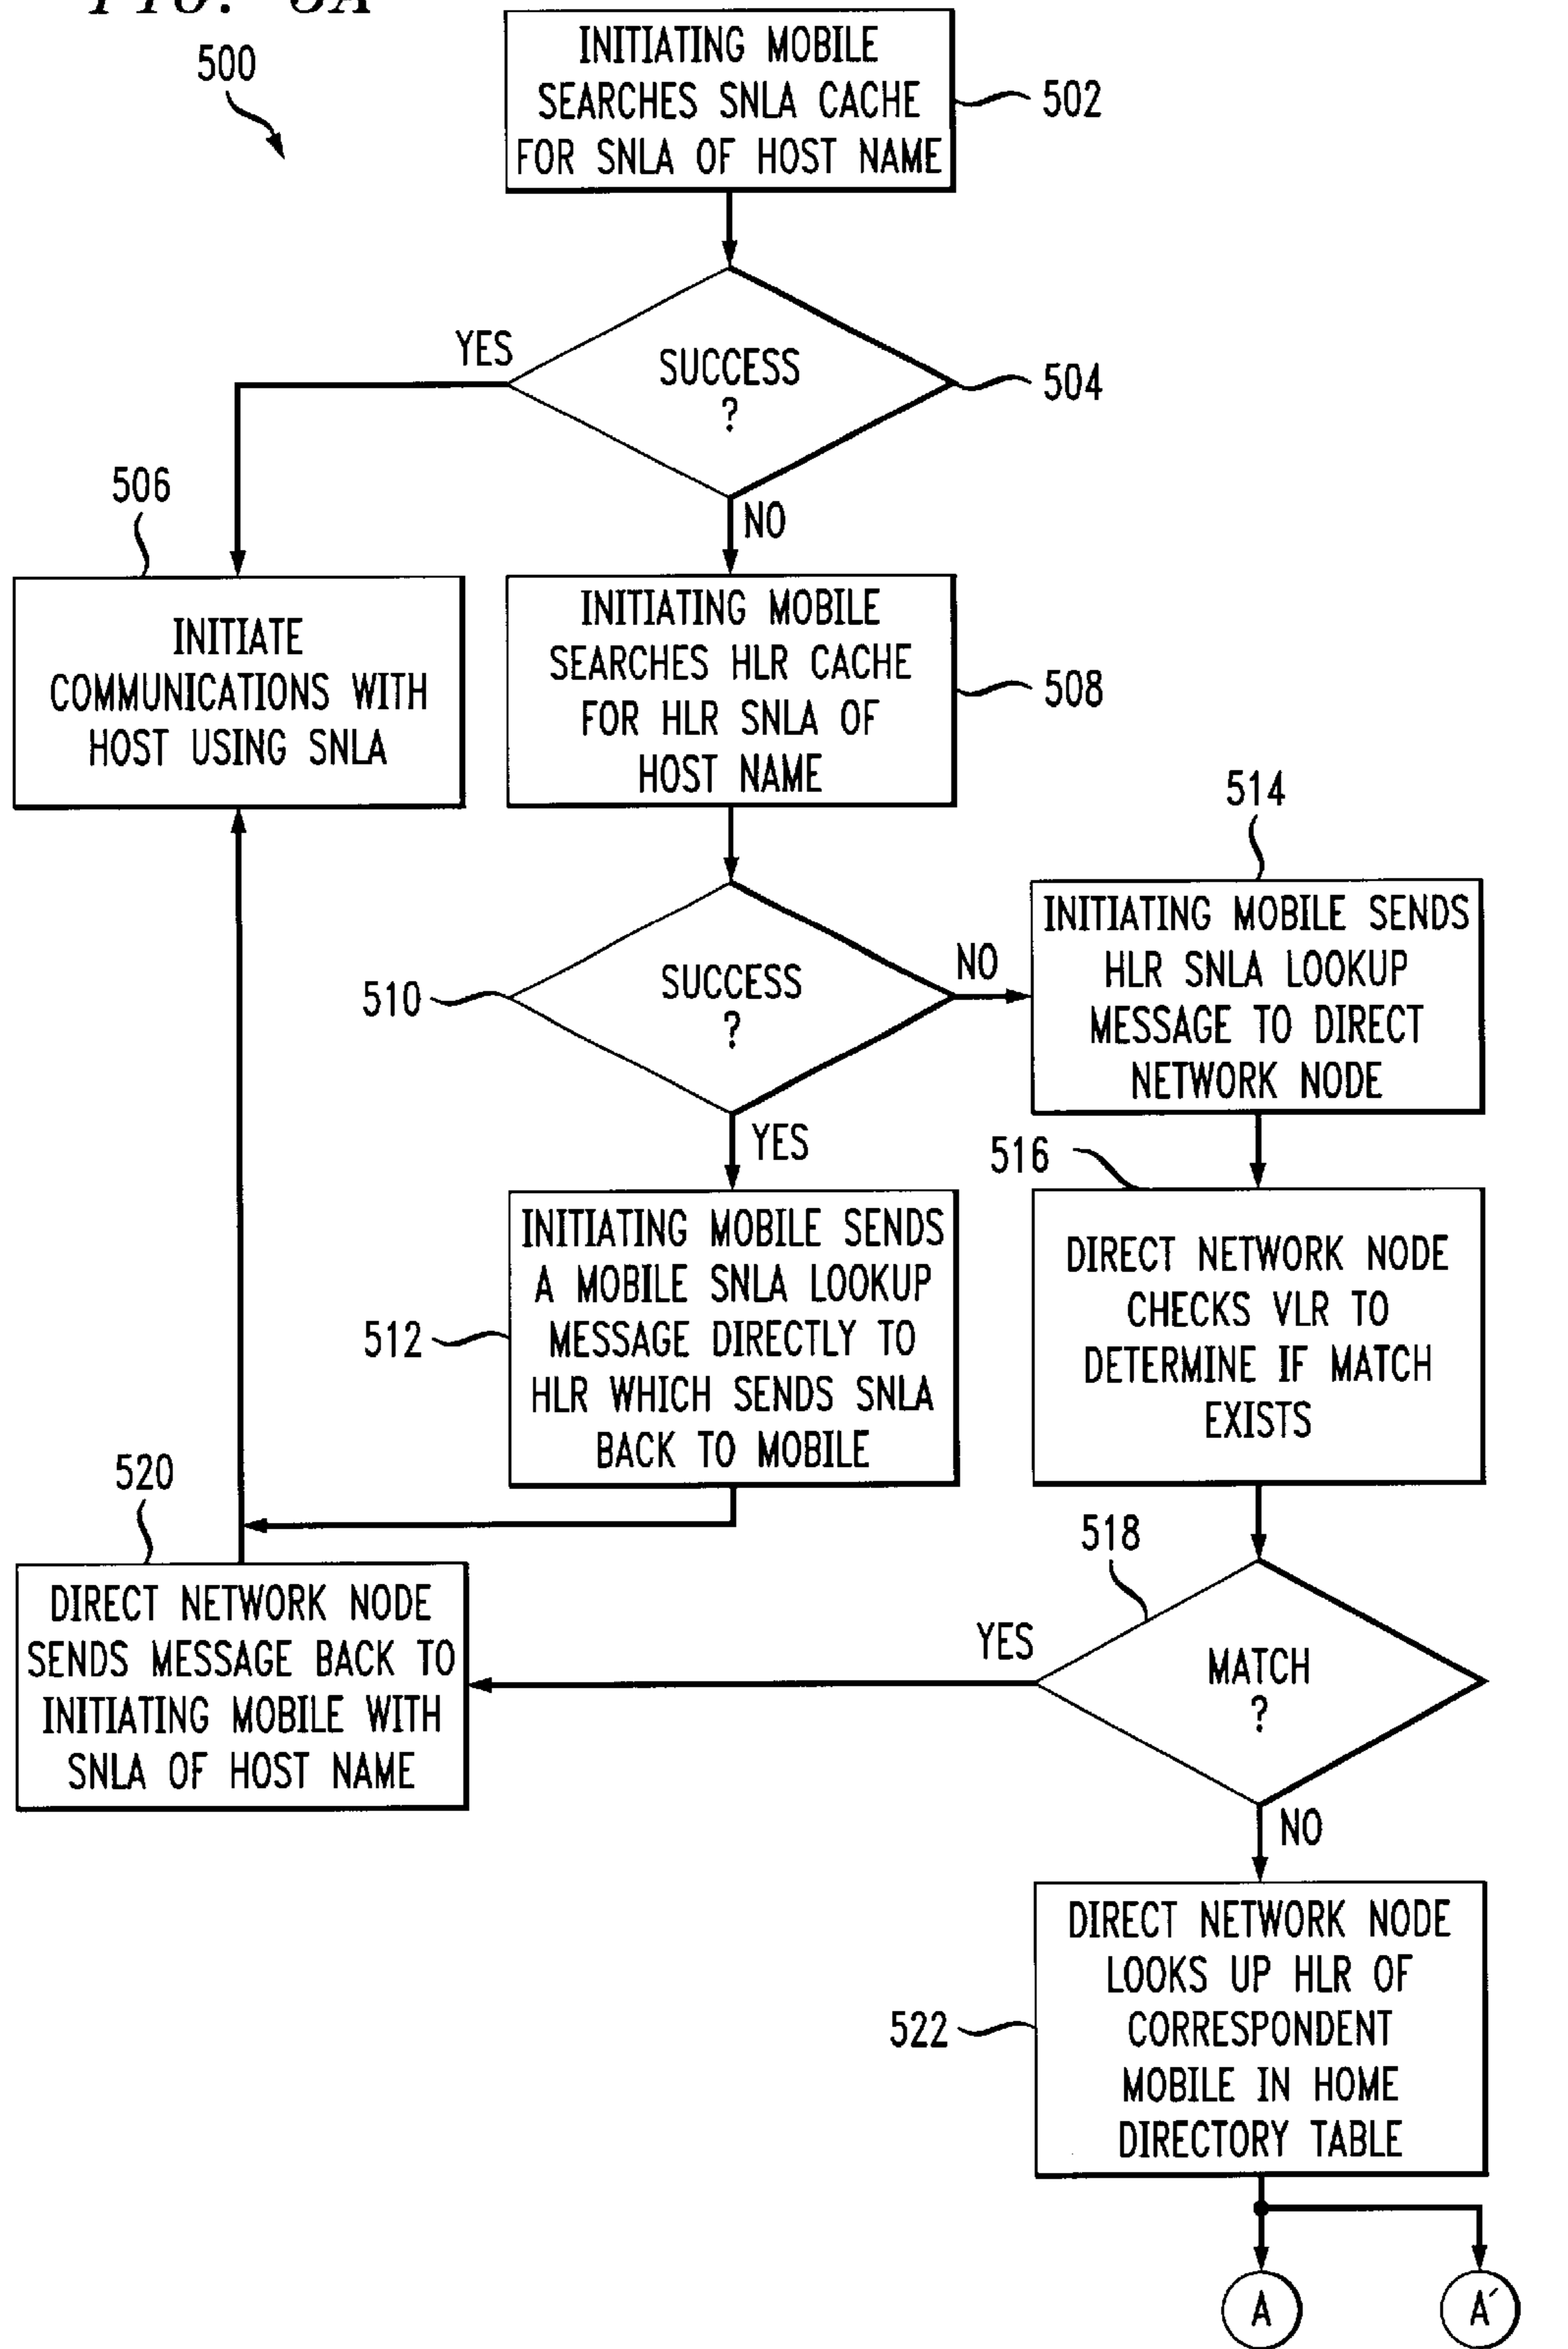 500
INITIATING MOBILE
SEARCHES SNLA CACHE
FOR SNLA OF HOST NAME
502
YES
SUCCESS
?
504
NO
506
INITIATE
COMMUNICATIONS WITH
HOST USING SNLA
INITIATING MOBILE
SEARCHES HLR CACHE
FOR HLR SNLA OF
HOST NAME
508
510
SUCCESS
?
NO
YES
514
INITIATING MOBILE SENDS
HLR SNLA LOOKUP
MESSAGE TO DIRECT
NETWORK NODE
512
INITIATING MOBILE SENDS
A MOBILE SNLA LOOKUP
MESSAGE DIRECTLY TO
HLR WHICH SENDS SNLA
BACK TO MOBILE
516
DIRECT NETWORK NODE
CHECKS VLR TO
DETERMINE IF MATCH
EXISTS
520
DIRECT NETWORK NODE
SENDS MESSAGE BACK TO
INITIATING MOBILE WITH
SNLA OF HOST NAME
518
YES
MATCH
?
NO
522
DIRECT NETWORK NODE
LOOKS UP HLR OF
CORRESPONDENT
MOBILE IN HOME
DIRECTORY TABLE
A
A´